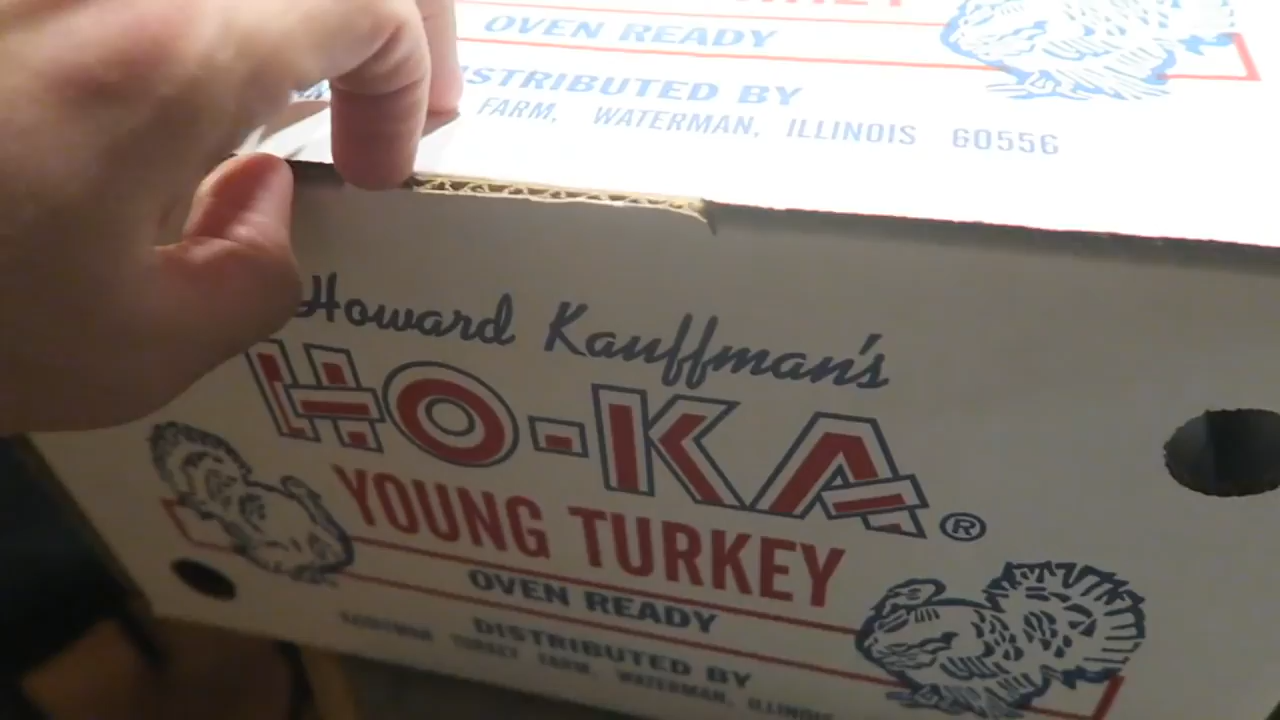 OVEN READY
DISTRIBUTED BY
FARM, WATERMAN, ILLINOIS 60556
Howard Kauffman's
HO-KA®
YOUNG TURKEY
OVEN READY
DISTRIBUTED BY
TURKEY FARM, WATERMAN, ILLINOIS